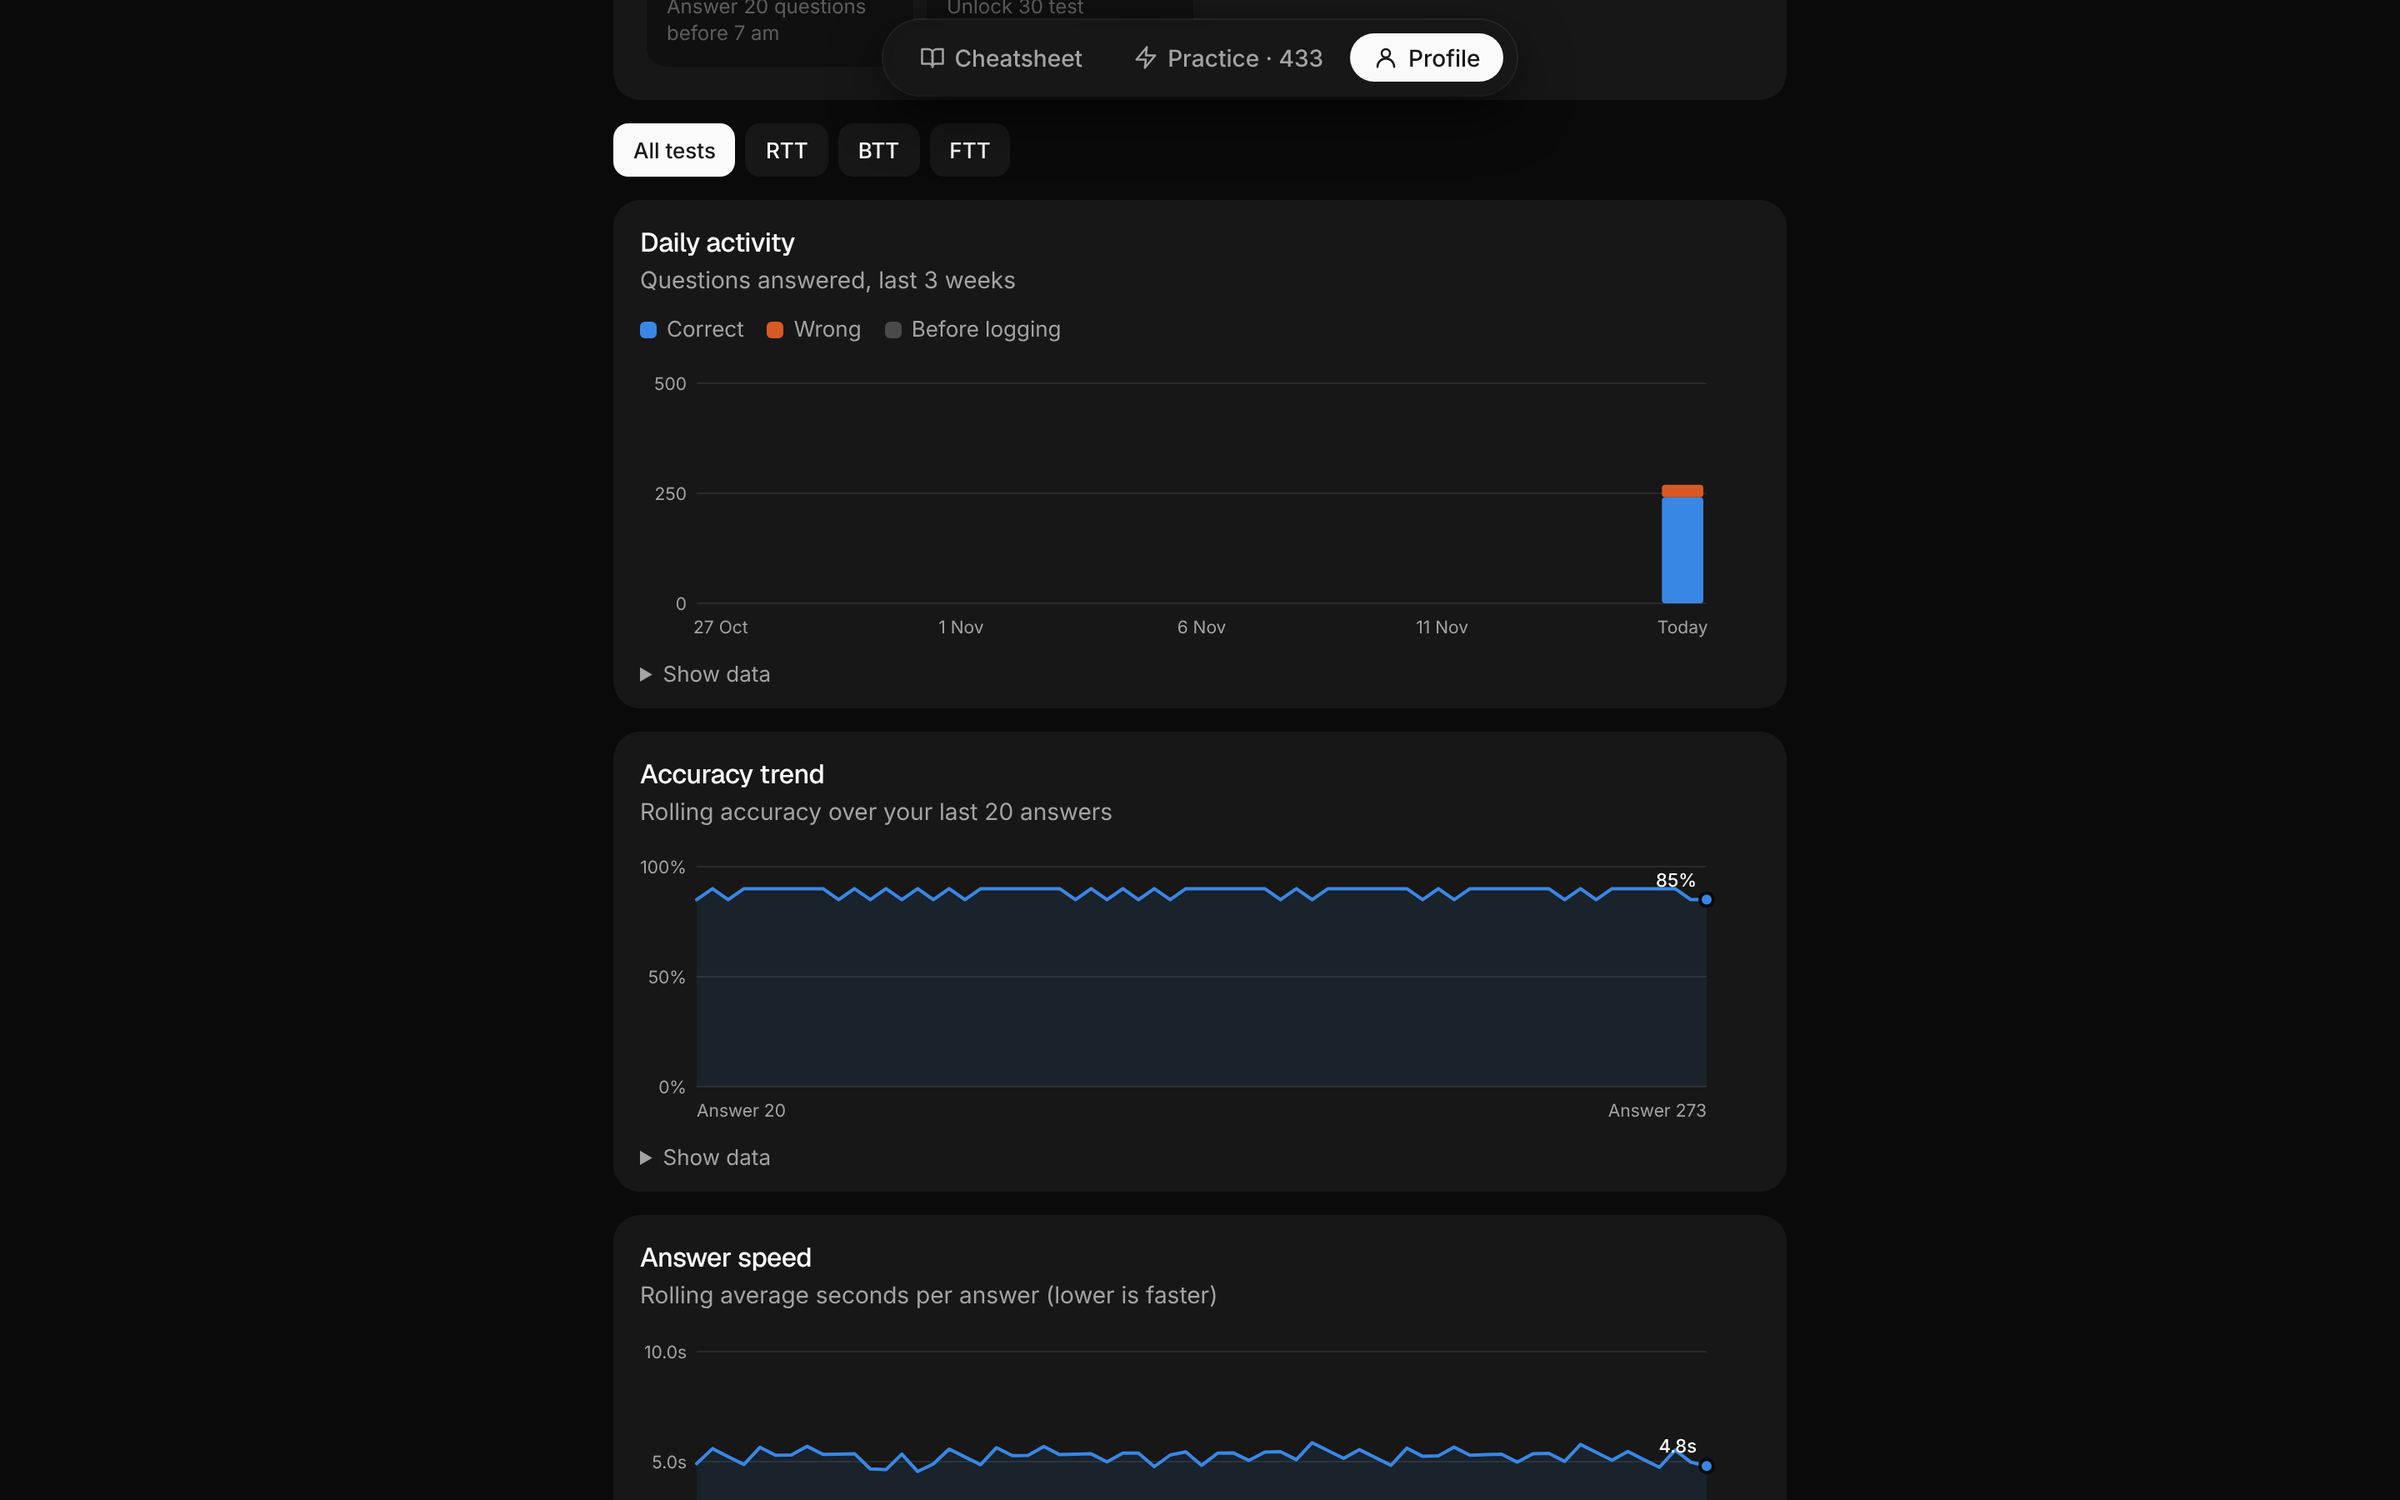 Answer 20 questions
before 7 am
Unlock 30 test
Cheatsheet
Practice · 433
Profile
All tests
RTT
BTT
FTT
Daily activity
Questions answered, last 3 weeks
Correct
Wrong
Before logging
500
250
0
27 Oct
1 Nov
6 Nov
11 Nov
Today
Show data
Accuracy trend
Rolling accuracy over your last 20 answers
100%
85%
50%
0%
Answer 20
Answer 273
Show data
Answer speed
Rolling average seconds per answer (lower is faster)
10.0s
4.8s
5.0s